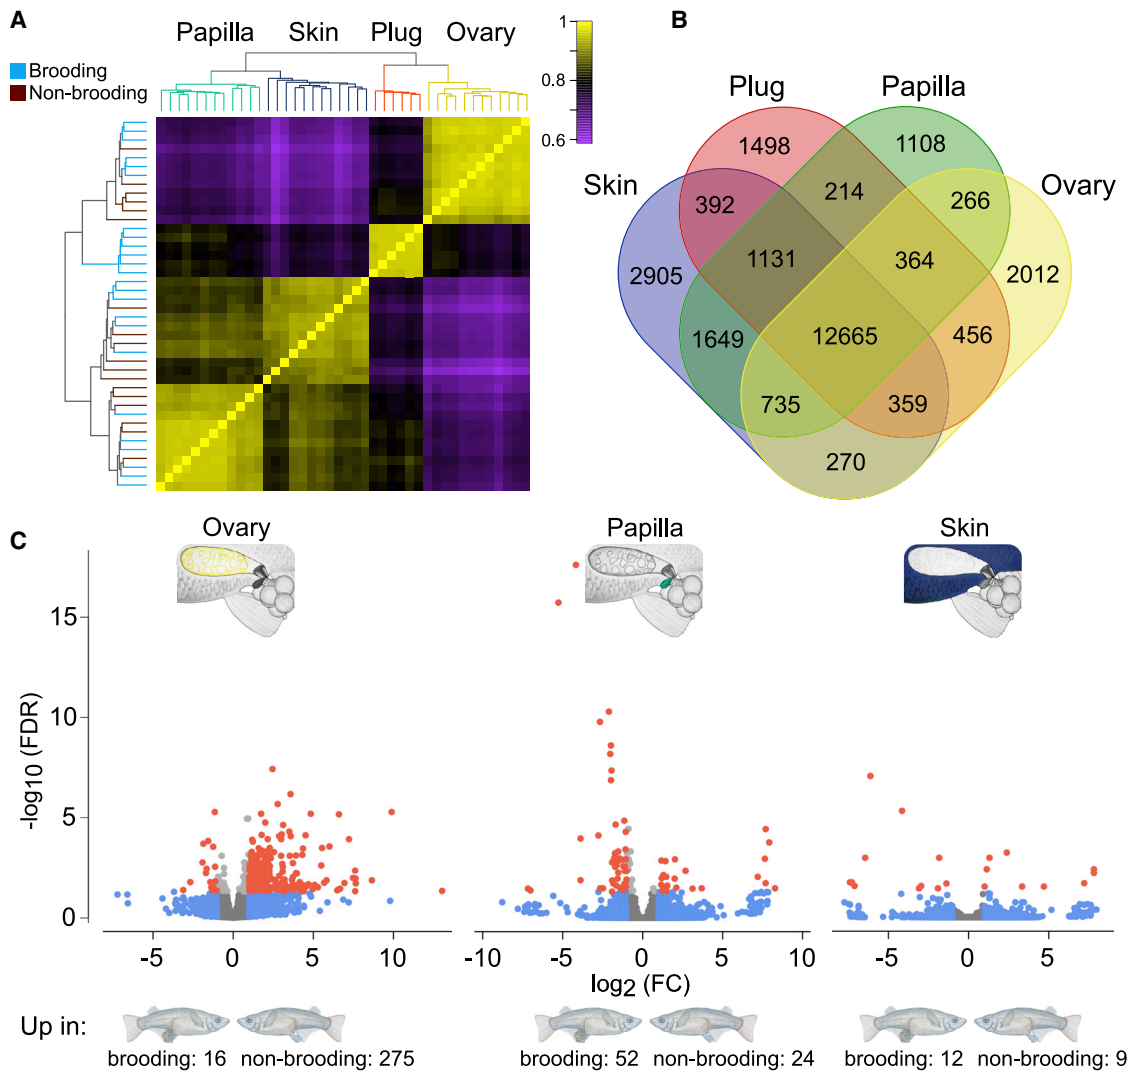 A
Papilla Skin Plug Ovary
Brooding
Non-brooding
1
0.8
0.6
B
Plug
Papilla
Skin
Ovary
1498
1108
392
214
266
2905
1131
364
2012
1649
12665
456
735
359
270
C
Ovary
Papilla
Skin
-log10 (FDR)
15
10
5
0
-5 0 5 10
-10 -5 0 5 10
-5 0 5
log2 (FC)
Up in:
brooding: 16 non-brooding: 275
brooding: 52 non-brooding: 24
brooding: 12 non-brooding: 9